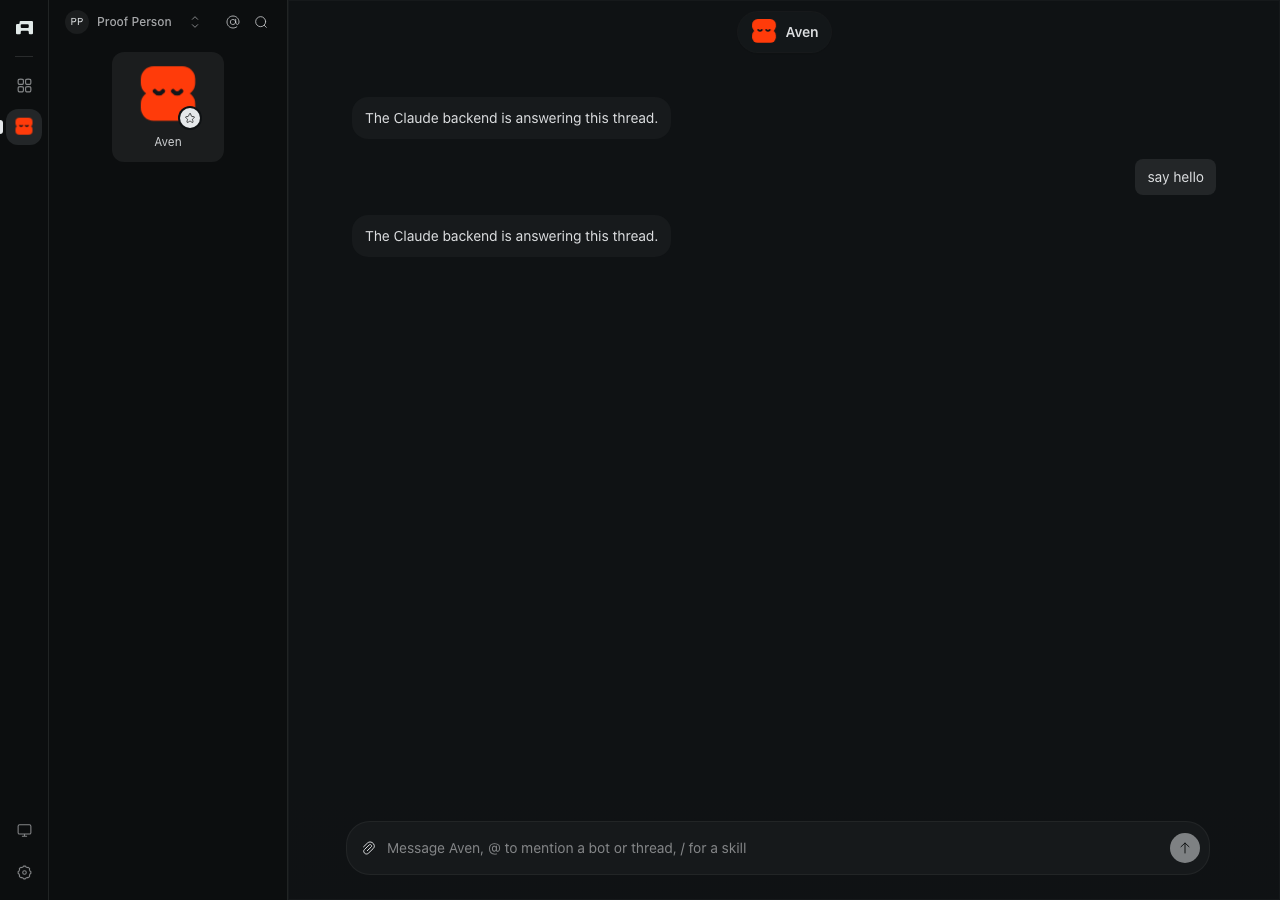 PP Proof Person
Aven
Aven
The Claude backend is answering this thread.
say hello
The Claude backend is answering this thread.
Message Aven, @ to mention a bot or thread, / for a skill